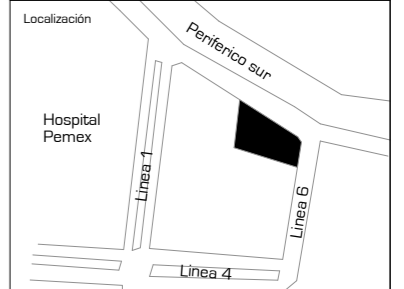 Localización
Periferico sur
Hospital
Pemex
Linea 1
Linea 6
Linea 4